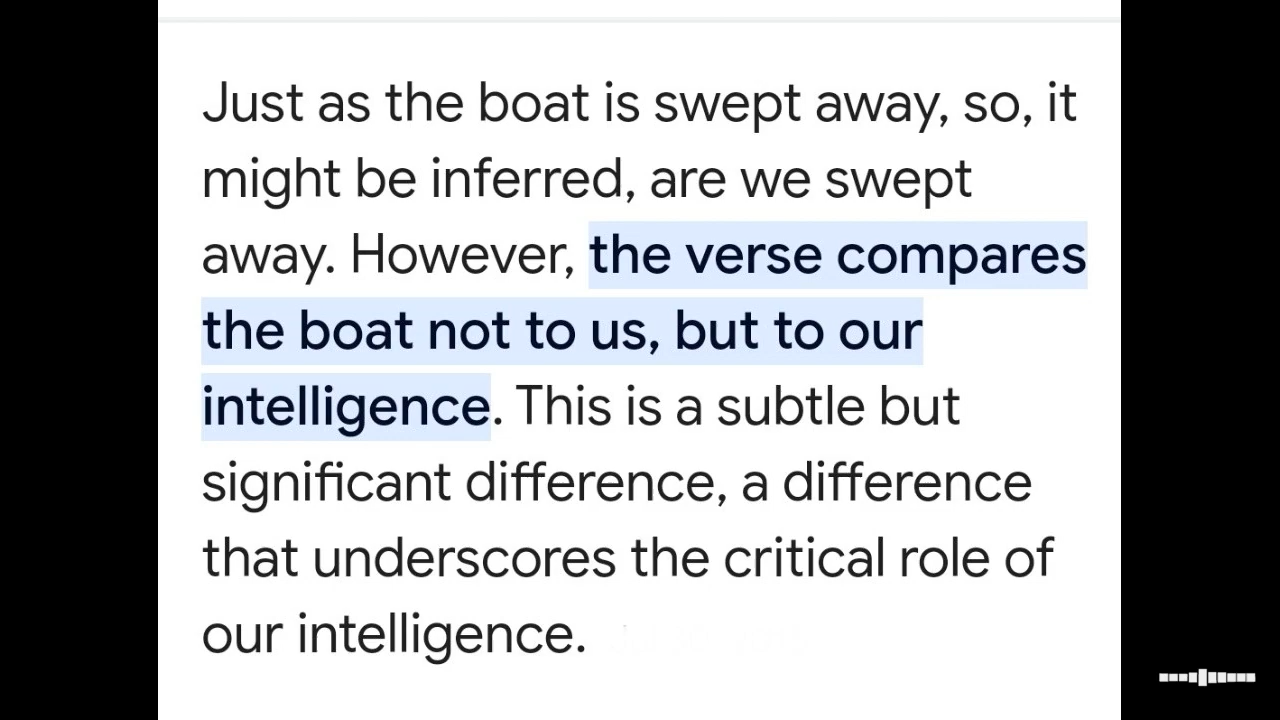 Just as the boat is swept away, so, it
might be inferred, are we swept
away. However, the verse compares
the boat not to us, but to our
intelligence. This is a subtle but
significant difference, a difference
that underscores the critical role of
our intelligence.